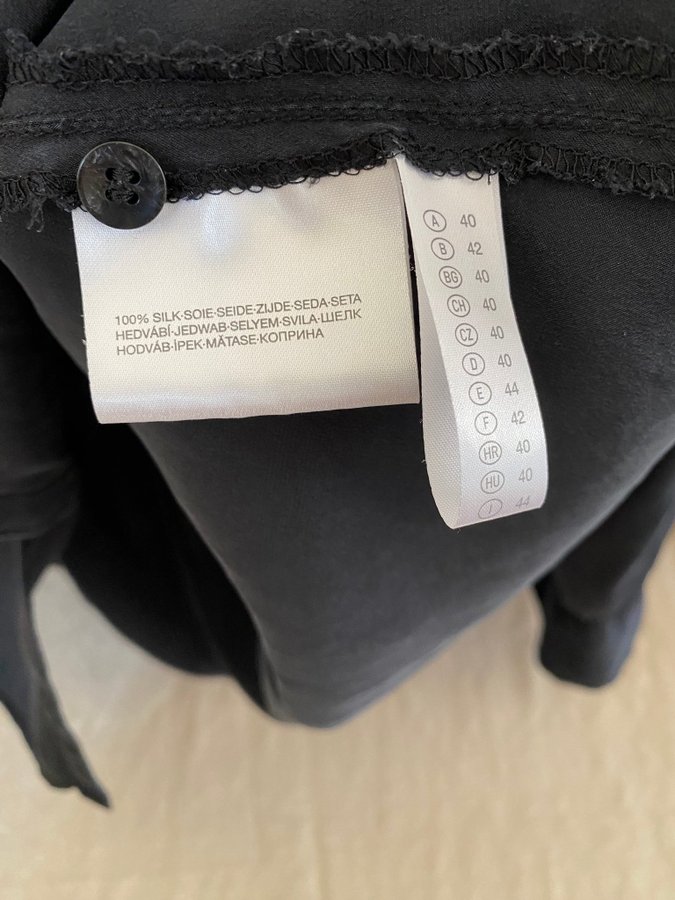 100% SILK·SOIE·SEIDE·ZIJDE·SEDA·SETA
HEDVÁBÍ·JEDWAB·SELYEM·SVILA·ШЕЛК
HODVÁB·İPEK·MĂTASE·КОПРИНА
A 40
B 42
BG 40
CH 40
CZ 40
D 40
E 44
F 42
HR 40
HU 40
I 44